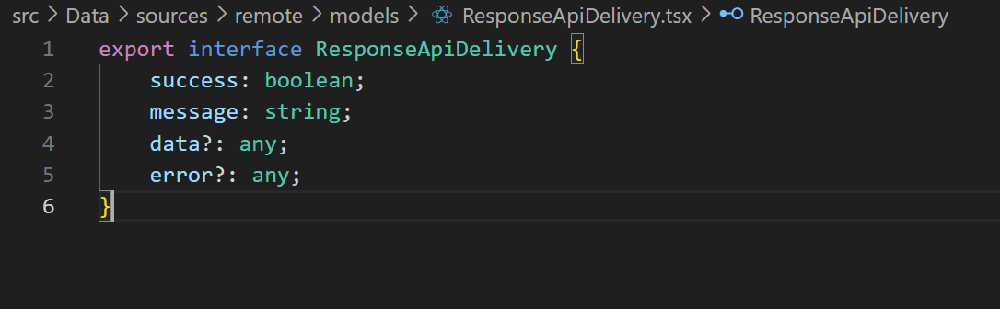 src > Data > sources > remote > models > ResponseApiDelivery.tsx > ResponseApiDelivery
1 export interface ResponseApiDelivery {
2     success: boolean;
3     message: string;
4     data?: any;
5     error?: any;
6 }